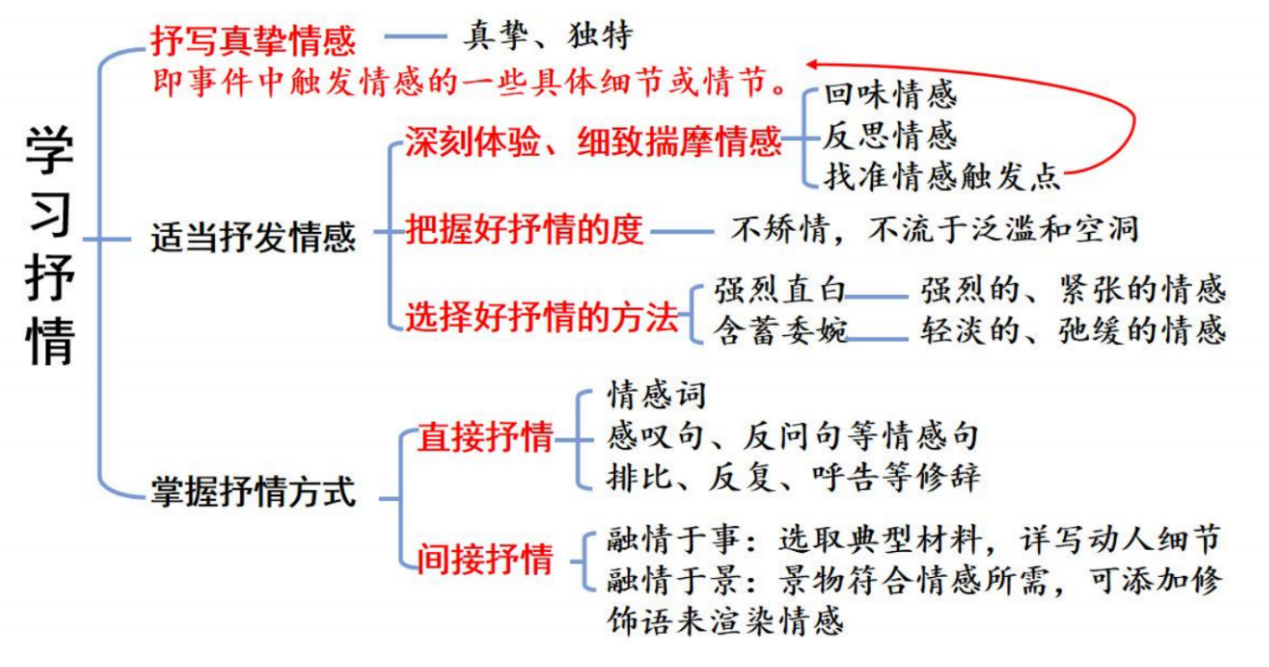 学习抒情
抒写真挚情感
真挚、独特
即事件中触发情感的一些具体细节或情节。
适当抒发情感
深刻体验、细致揣摩情感
回味情感
反思情感
找准情感触发点
把握好抒情的度
不矫情，不流于泛滥和空洞
选择好抒情的方法
强烈直白
强烈的、紧张的情感
含蓄委婉
轻淡的、弛缓的情感
掌握抒情方式
直接抒情
情感词
感叹句、反问句等情感句
排比、反复、呼告等修辞
间接抒情
融情于事：选取典型材料，详写动人细节
融情于景：景物符合情感所需，可添加修
饰语来渲染情感